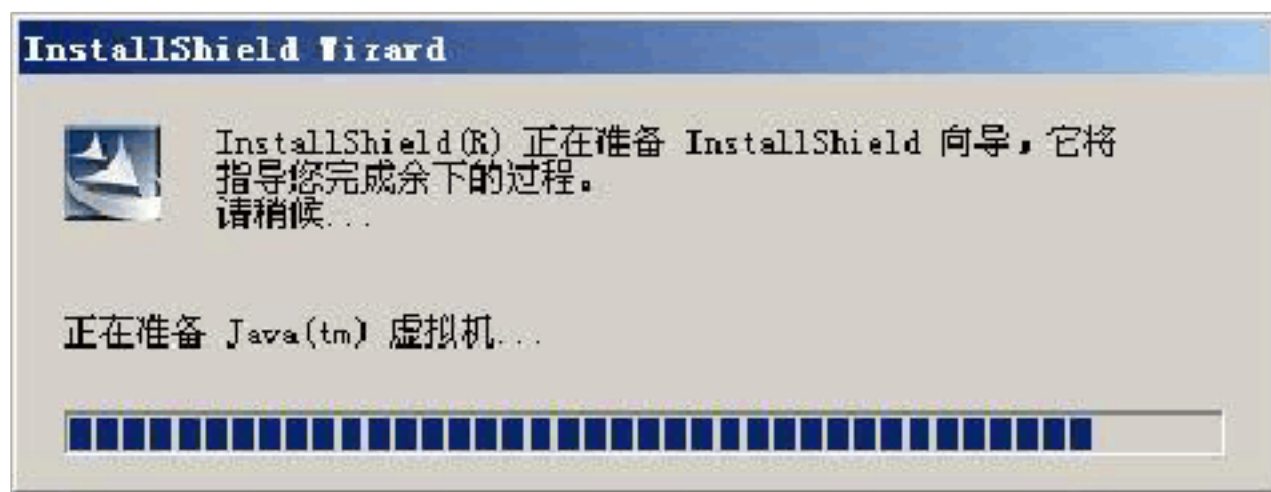 InstallShield Wizard
InstallShield(R) 正在准备 InstallShield 向导，它将
指导您完成余下的过程。
请稍候...
正在准备 Java(tm) 虚拟机...